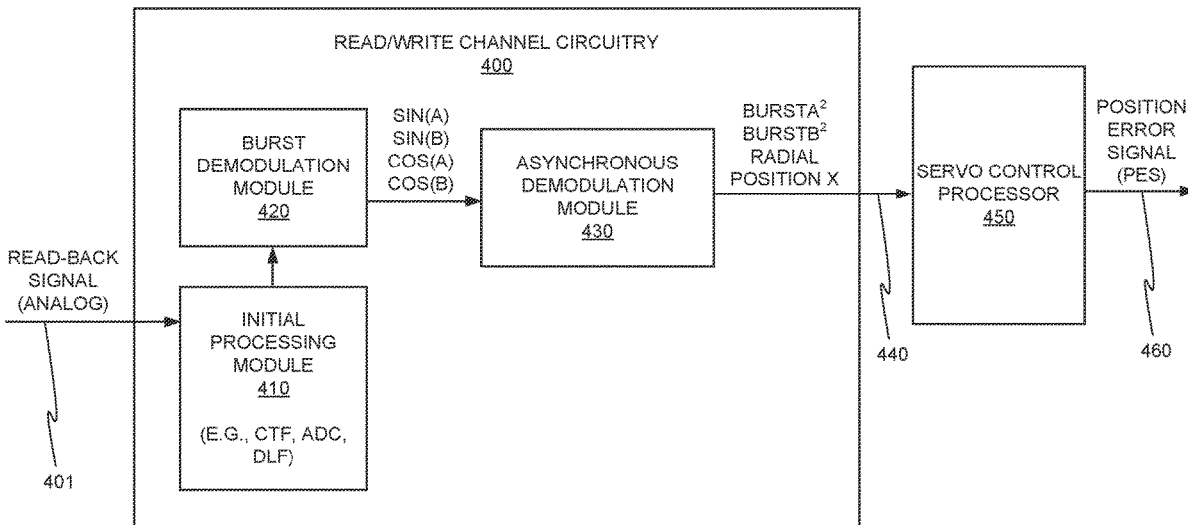 READ/WRITE CHANNEL CIRCUITRY
400
READ-BACK
SIGNAL
(ANALOG)
401
INITIAL
PROCESSING
MODULE
410
(E.G., CTF, ADC,
DLF)
BURST
DEMODULATION
MODULE
420
SIN(A)
SIN(B)
COS(A)
COS(B)
ASYNCHRONOUS
DEMODULATION
MODULE
430
BURSTA²
BURSTB²
RADIAL
POSITION X
440
SERVO CONTROL
PROCESSOR
450
POSITION
ERROR
SIGNAL
(PES)
460